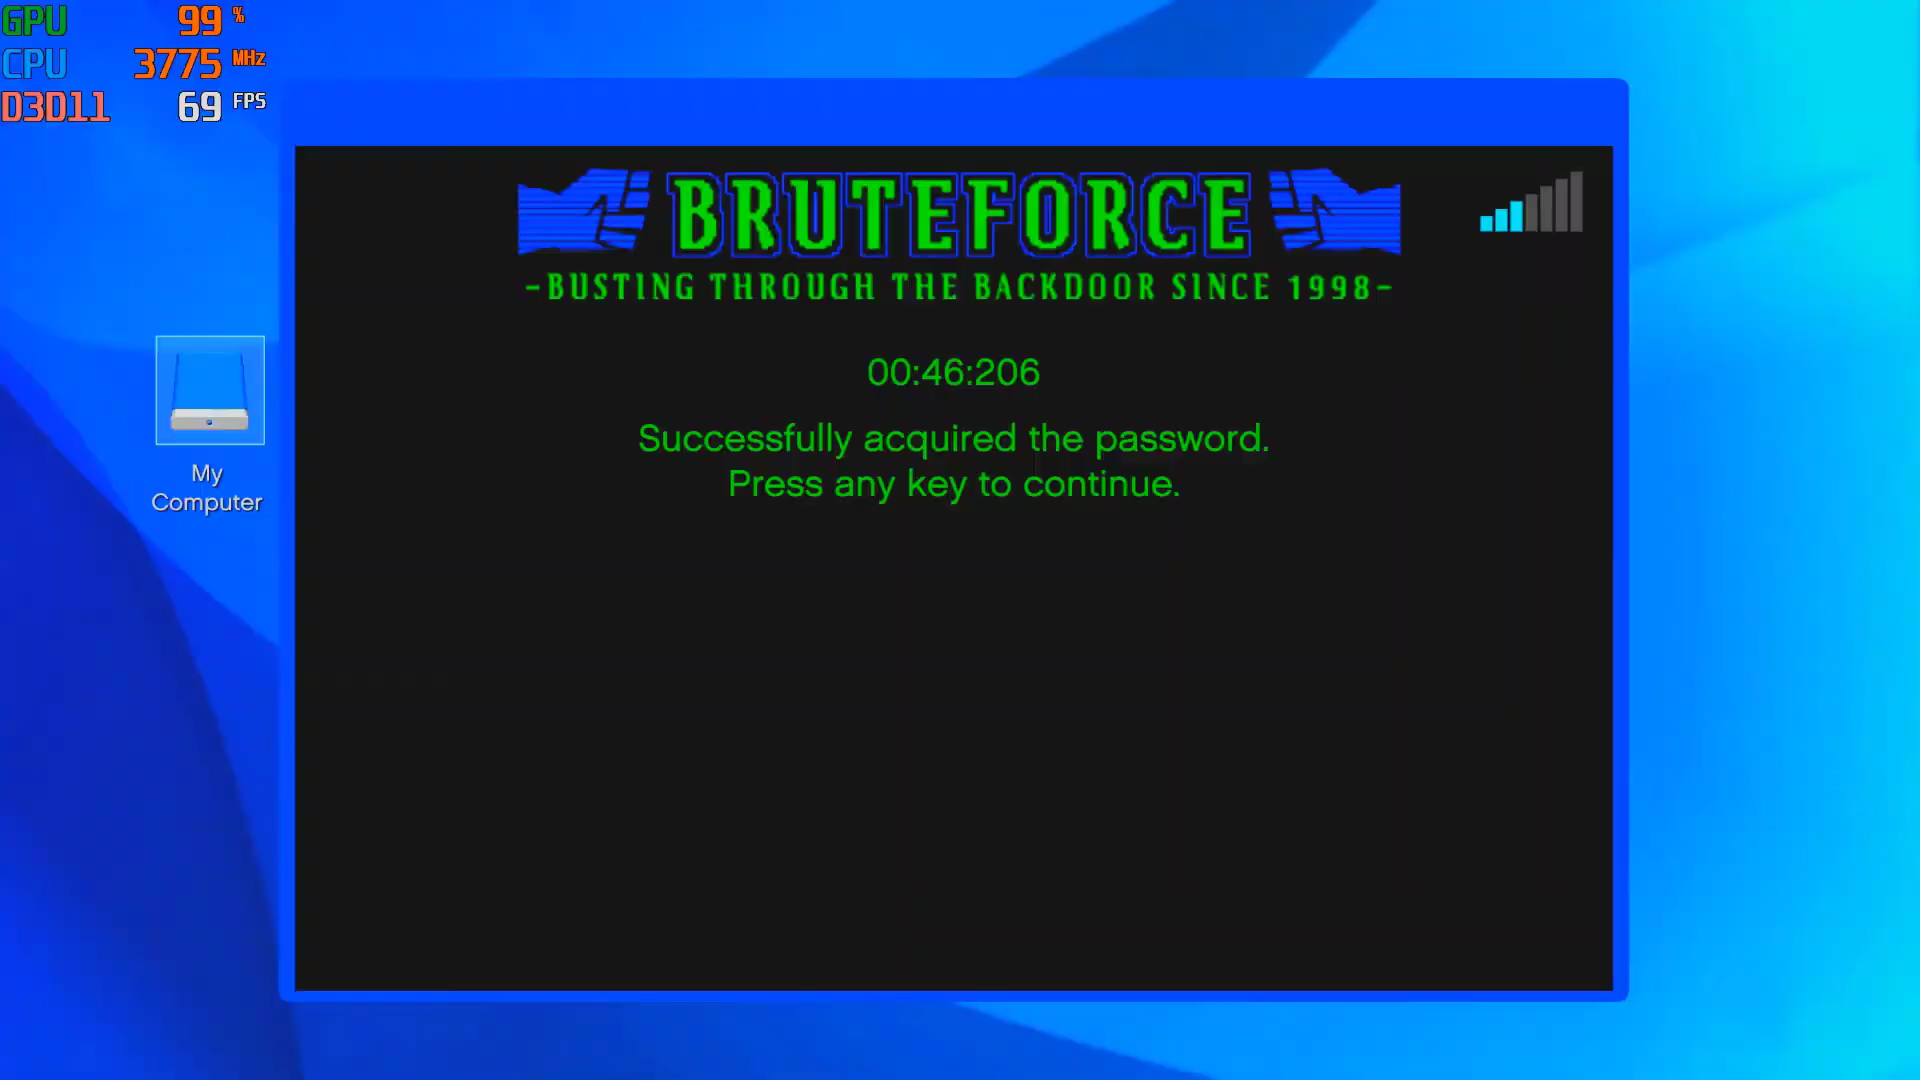 GPU 99 %
CPU 3775 MHz
D3D11 69 FPS
BRUTEFORCE
-BUSTING THROUGH THE BACKDOOR SINCE 1998-
00:46:206
Successfully acquired the password.
Press any key to continue.
My
Computer